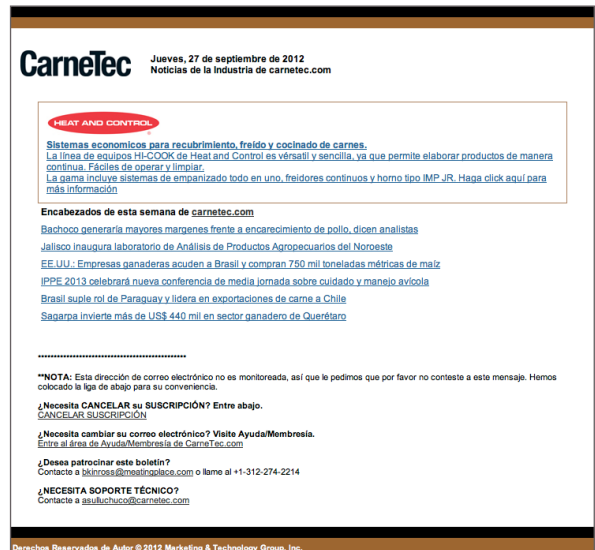 CarneTec
Jueves, 27 de septiembre de 2012
Noticias de la Industria de carnetec.com
HEAT AND CONTROL
Sistemas economicos para recubrimiento, freído y cocinado de carnes.
La línea de equipos HI-COOK de Heat and Control es vérsatil y sencilla, ya que permite elaborar productos de manera
continua. Fáciles de operar y limpiar.
La gama incluye sistemas de empanizado todo en uno, freidores continuos y horno tipo IMP JR. Haga click aquí para
más información
Encabezados de esta semana de carnetec.com
Bachoco generaría mayores margenes frente a encarecimiento de pollo, dicen analistas
Jalisco inaugura laboratorio de Análisis de Productos Agropecuarios del Noroeste
EE.UU.: Empresas ganaderas acuden a Brasil y compran 750 mil toneladas métricas de maíz
IPPE 2013 celebrará nueva conferencia de media jornada sobre cuidado y manejo avícola
Brasil suple rol de Paraguay y lidera en exportaciones de carne a Chile
Sagarpa invierte más de US$ 440 mil en sector ganadero de Querétaro
***********************************************
**NOTA: Esta dirección de correo electrónico no es monitoreada, así que le pedimos que por favor no conteste a este mensaje. Hemos
colocado la liga de abajo para su conveniencia.
¿Necesita CANCELAR su SUSCRIPCIÓN? Entre abajo.
CANCELAR SUSCRIPCIÓN
¿Necesita cambiar su correo electrónico? Visite Ayuda/Membresía.
Entre al área de Ayuda/Membresía de CarneTec.com
¿Desea patrocinar este boletín?
Contacte a bkinross@meatingplace.com o llame al +1-312-274-2214
¿NECESITA SOPORTE TÉCNICO?
Contacte a asulluchuco@carnetec.com
Derechos Reservados de Autor © 2012 Marketing & Technology Group, Inc.